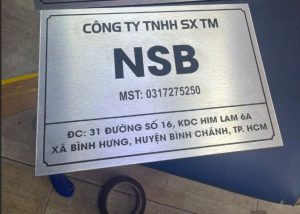 CÔNG TY TNHH SX TM
NSB
MST: 0317275250
ĐC: 31 ĐƯỜNG SỐ 16, KDC HIM LAM 6A
XÃ BÌNH HƯNG, HUYỆN BÌNH CHÁNH, TP. HCM